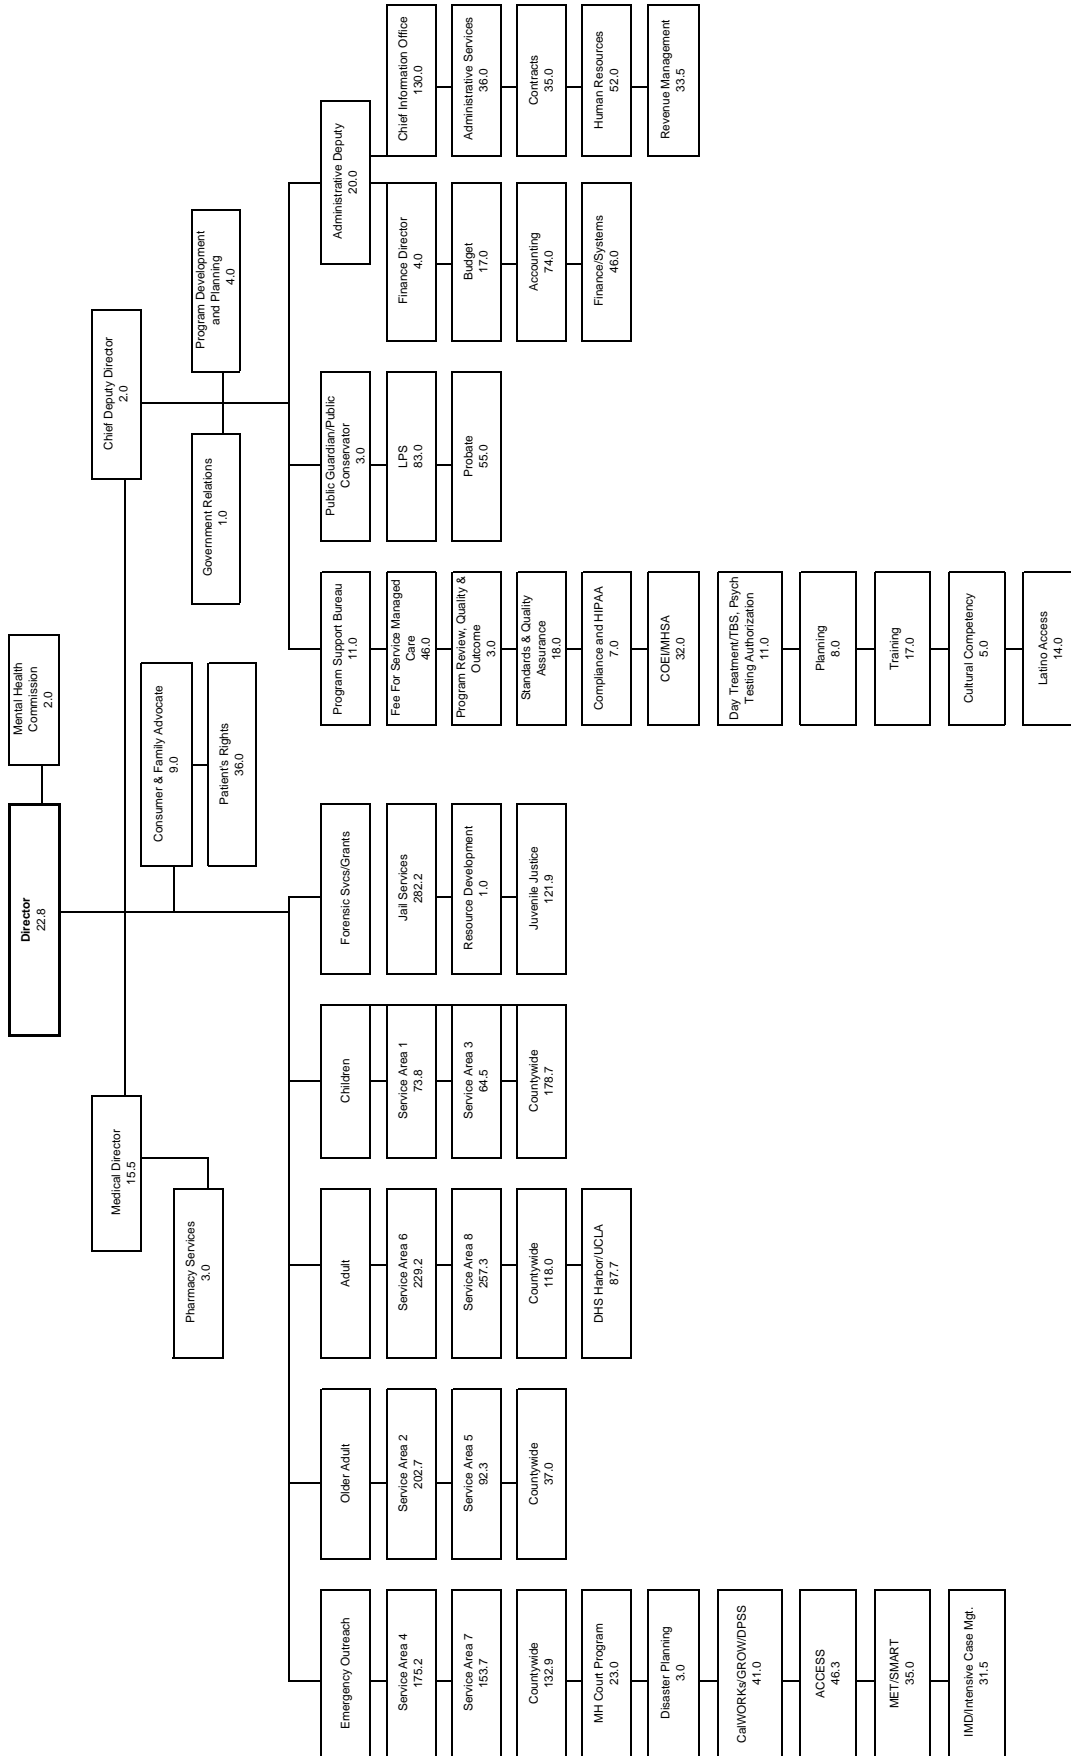 Director
22.8
Mental Health
Commission
2.0
Medical Director
15.5
Pharmacy Services
3.0
Consumer & Family Advocate
9.0
Patient's Rights
36.0
Chief Deputy Director
2.0
Government Relations
1.0
Program Development
and Planning
4.0
Emergency Outreach
Service Area 4
175.2
Service Area 7
153.7
Countywide
132.9
MH Court Program
23.0
Disaster Planning
3.0
CalWORKs/GROW/DPSS
41.0
ACCESS
46.3
MET/SMART
35.0
IMD/Intensive Case Mgt.
31.5
Older Adult
Service Area 2
202.7
Service Area 5
92.3
Countywide
37.0
Adult
Service Area 6
229.2
Service Area 8
257.3
Countywide
118.0
DHS Harbor/UCLA
87.7
Children
Service Area 1
73.8
Service Area 3
64.5
Countywide
178.7
Forensic Svcs/Grants
Jail Services
282.2
Resource Development
1.0
Juvenile Justice
121.9
Program Support Bureau
11.0
Fee For Service Managed
Care
46.0
Program Review, Quality &
Outcome
3.0
Standards & Quality
Assurance
18.0
Compliance and HIPAA
7.0
COEI/MHSA
32.0
Day Treatment/TBS, Psych
Testing Authorization
11.0
Planning
8.0
Training
17.0
Cultural Competency
5.0
Latino Access
14.0
Public Guardian/Public
Conservator
3.0
LPS
83.0
Probate
55.0
Administrative Deputy
20.0
Finance Director
4.0
Budget
17.0
Accounting
74.0
Finance/Systems
46.0
Chief Information Office
130.0
Administrative Services
36.0
Contracts
35.0
Human Resources
52.0
Revenue Management
33.5